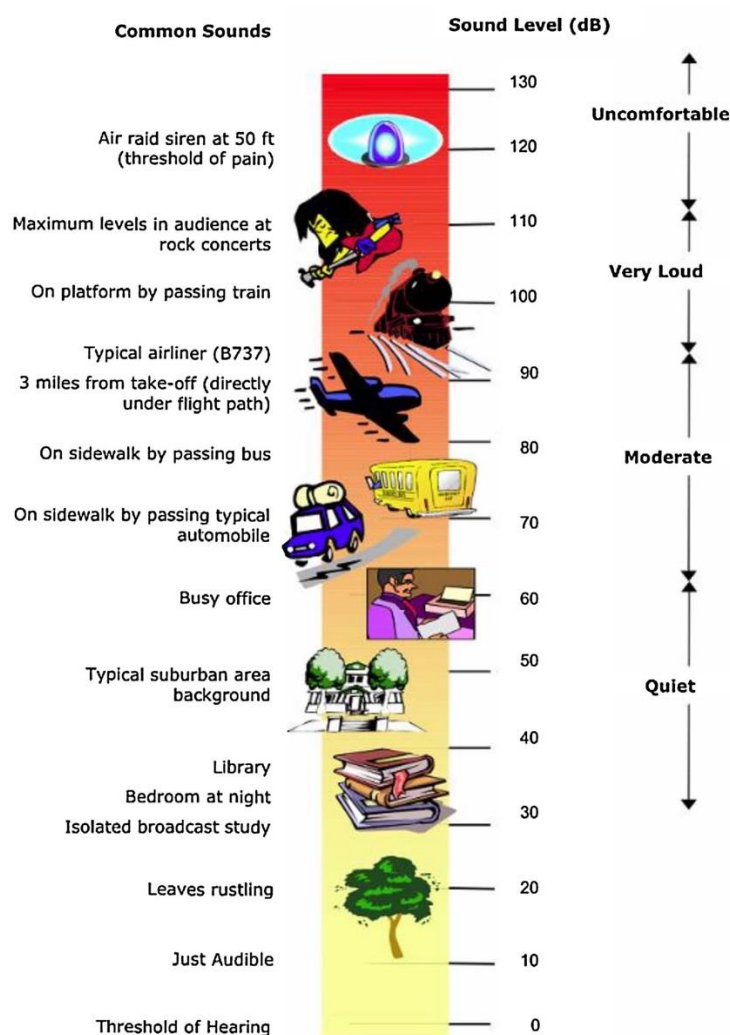 Common Sounds
Sound Level (dB)
130
Uncomfortable
Air raid siren at 50 ft
(threshold of pain)
120
Maximum levels in audience at
rock concerts
110
Very Loud
On platform by passing train
100
Typical airliner (B737)
3 miles from take-off (directly
under flight path)
90
On sidewalk by passing bus
80
Moderate
On sidewalk by passing typical
automobile
70
Busy office
60
Typical suburban area
background
50
Quiet
40
Library
Bedroom at night
30
Isolated broadcast study
Leaves rustling
20
Just Audible
10
Threshold of Hearing
0